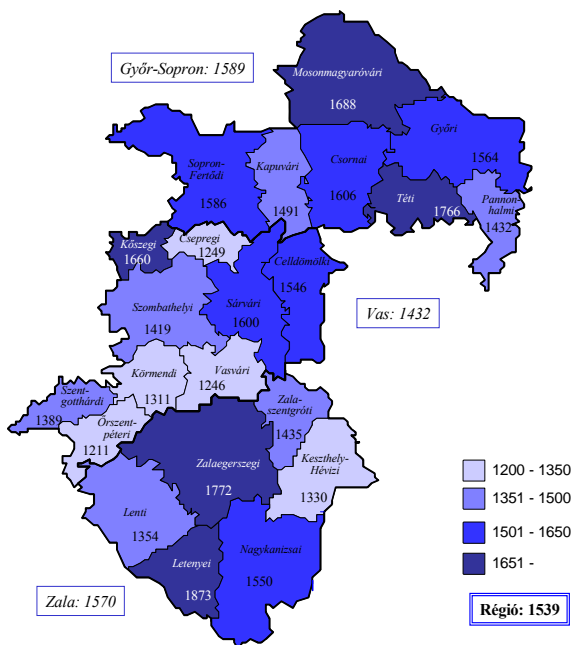 Győr-Sopron: 1589
Mosonmagyaróvári
1688
Győri
1564
Sopron-
Fertődi
1586
Kapuvári
1491
Csornai
1606
Téti
1766
Pannon-
halmi
1432
Kőszegi
1660
Csepregi
1249
Celldömölki
1546
Szombathelyi
1419
Sárvári
1600
Vas: 1432
Körmendi
1311
Vasvári
1246
Szent-
gotthárdi
1389
Őrszent-
péteri
1211
Zala-
szentgróti
1435
Zalaegerszegi
1772
Keszthely-
Hévizi
1330
Lenti
1354
Letenyei
1873
Nagykanizsai
1550
Zala: 1570
1200 - 1350
1351 - 1500
1501 - 1650
1651 -
Régió: 1539